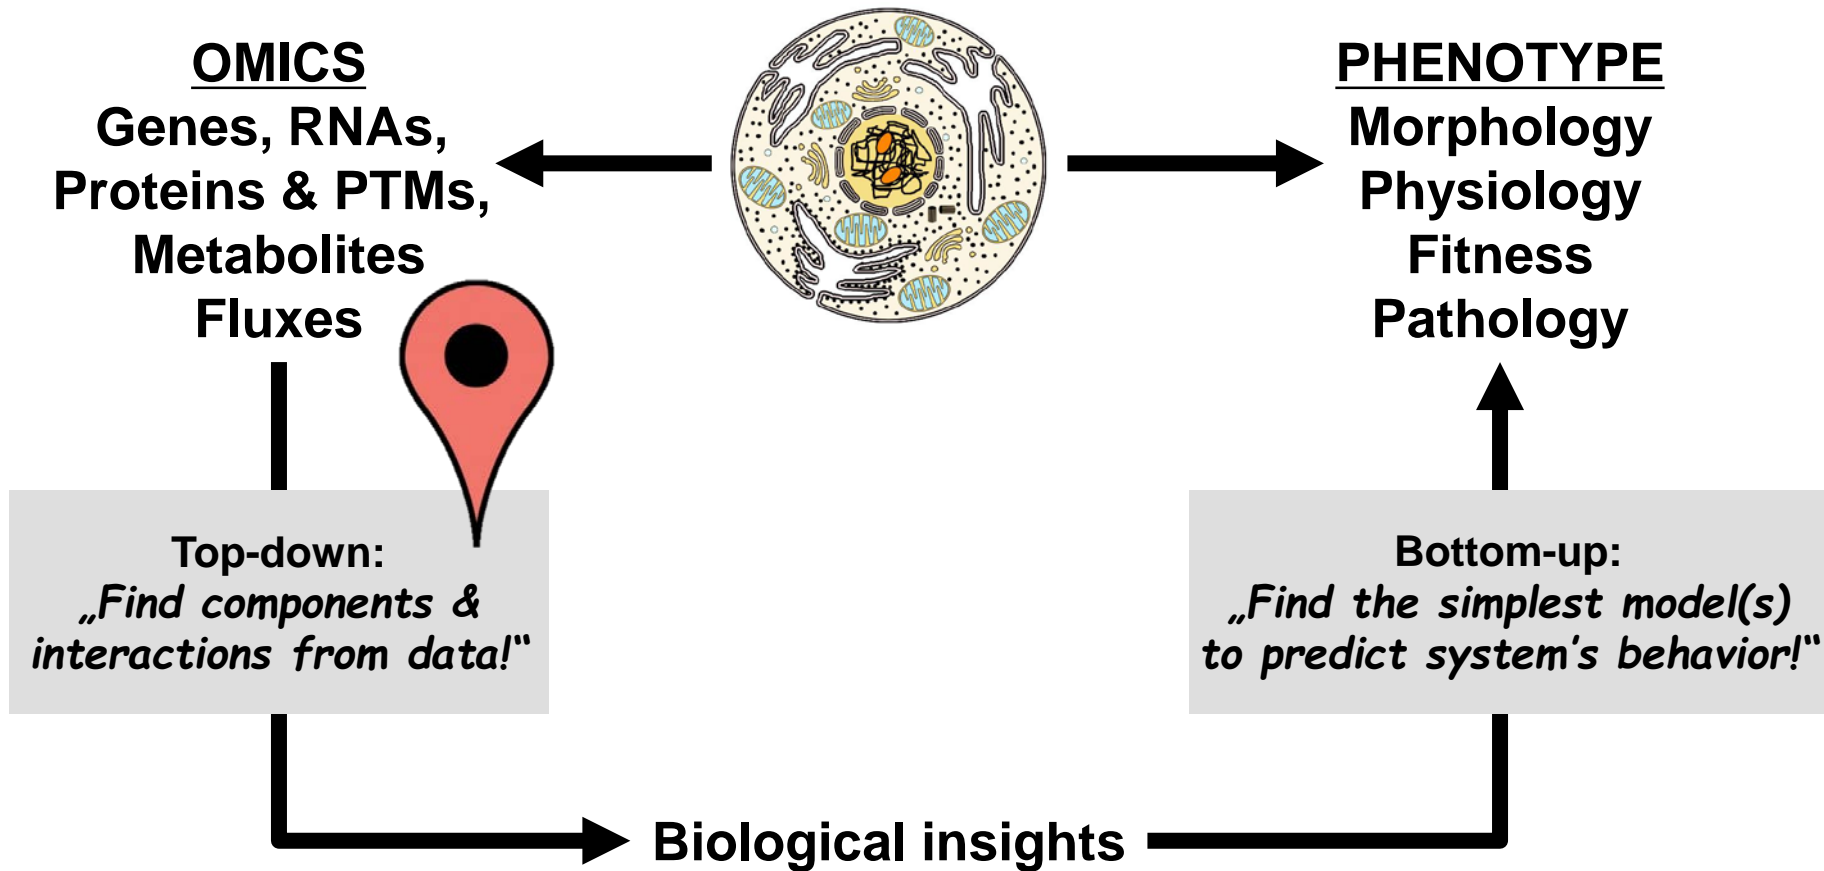 OMICS
Genes, RNAs,
Proteins & PTMs,
Metabolites
Fluxes
PHENOTYPE
Morphology
Physiology
Fitness
Pathology
Top-down:
„Find components &
interactions from data!“
Bottom-up:
„Find the simplest model(s)
to predict system’s behavior!“
Biological insights